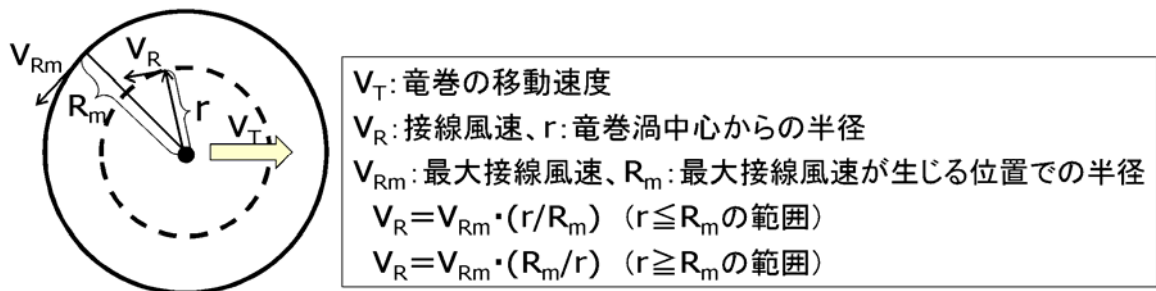 V_Rm
V_R
R_m
r
V_T
V_T:竜巻の移動速度
V_R:接線風速、r:竜巻渦中心からの半径
V_Rm:最大接線風速、R_m:最大接線風速が生じる位置での半径
V_R=V_Rm・(r/R_m) (r≦R_mの範囲)
V_R=V_Rm・(R_m/r) (r≧R_mの範囲)